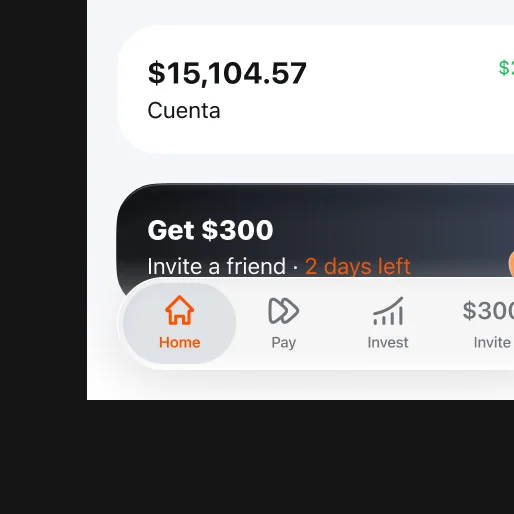 $15,104.57
Cuenta
Get $300
Invite a friend · 2 days left
Home
Pay
Invest
$300
Invite